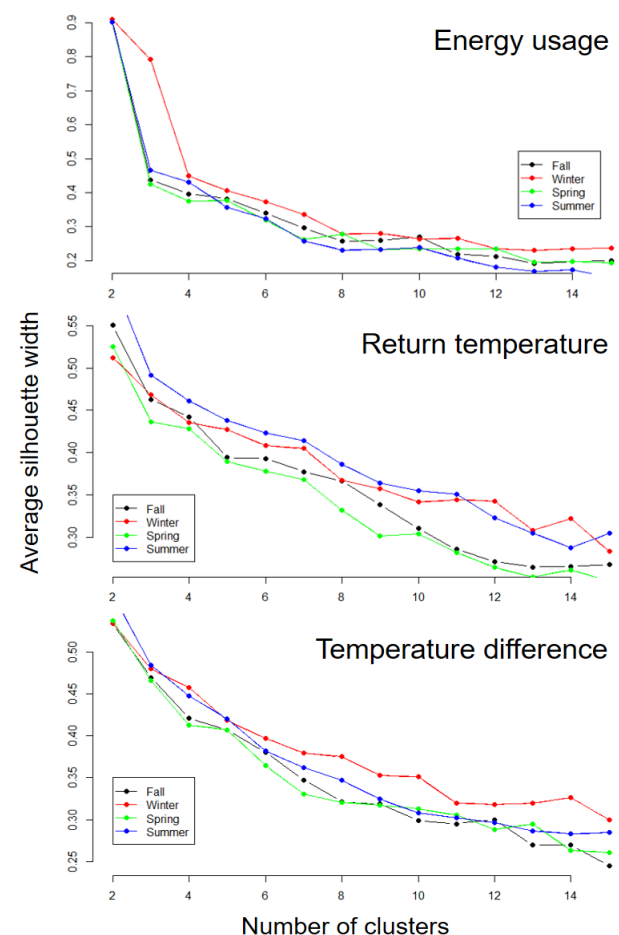 Energy usage
0.9
0.8
0.7
0.6
0.5
0.4
0.3
0.2
Fall
Winter
Spring
Summer
2 4 6 8 10 12 14
Return temperature
0.55
0.50
0.45
0.40
0.35
0.30
Fall
Winter
Spring
Summer
2 4 6 8 10 12 14
Average silhouette width
Temperature difference
0.50
0.45
0.40
0.35
0.30
0.25
Fall
Winter
Spring
Summer
2 4 6 8 10 12 14
Number of clusters